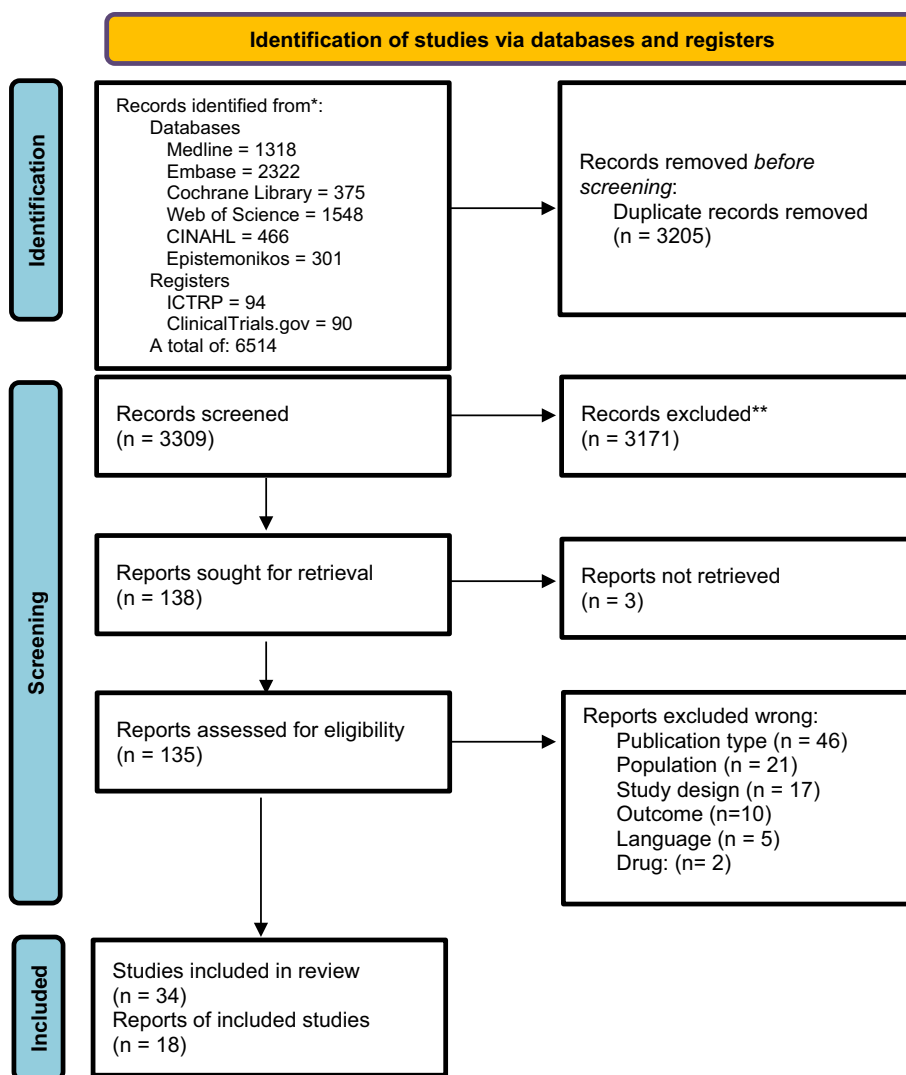 Identification of studies via databases and registers
Identification
Records identified from*:
Databases
Medline = 1318
Embase = 2322
Cochrane Library = 375
Web of Science = 1548
CINAHL = 466
Epistemonikos = 301
Registers
ICTRP = 94
ClinicalTrials.gov = 90
A total of: 6514
Records removed before
screening:
Duplicate records removed
(n = 3205)
Screening
Records screened
(n = 3309)
Records excluded**
(n = 3171)
Reports sought for retrieval
(n = 138)
Reports not retrieved
(n = 3)
Reports assessed for eligibility
(n = 135)
Reports excluded wrong:
Publication type (n = 46)
Population (n = 21)
Study design (n = 17)
Outcome (n=10)
Language (n = 5)
Drug: (n= 2)
Included
Studies included in review
(n = 34)
Reports of included studies
(n = 18)